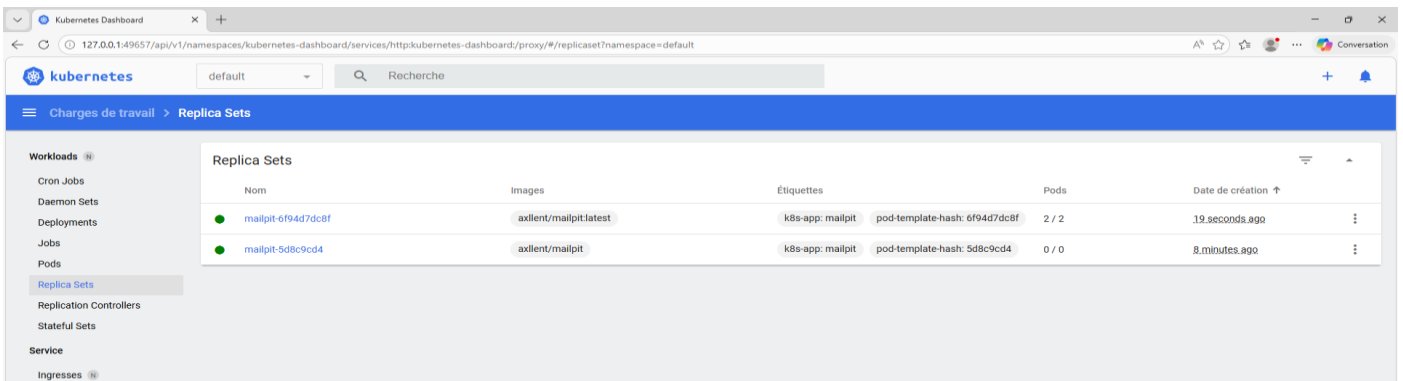 Kubernetes Dashboard
127.0.0.1:49657/api/v1/namespaces/kubernetes-dashboard/services/http:kubernetes-dashboard:/proxy/#/replicaset?namespace=default
Conversation
kubernetes
default
Recherche
Charges de travail > Replica Sets
Workloads N
Cron Jobs
Daemon Sets
Deployments
Jobs
Pods
Replica Sets
Replication Controllers
Stateful Sets
Service
Ingresses N
Replica Sets
Nom Images Étiquettes Pods Date de création
mailpit-6f94d7dc8f axllent/mailpit:latest k8s-app: mailpit pod-template-hash: 6f94d7dc8f 2 / 2 19 seconds ago
mailpit-5d8c9cd4 axllent/mailpit k8s-app: mailpit pod-template-hash: 5d8c9cd4 0 / 0 8 minutes ago